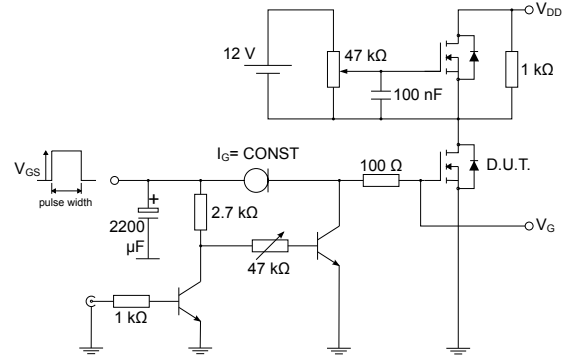 V_DD
12 V
47 kΩ
1 kΩ
100 nF
I_G= CONST
100 Ω
D.U.T.
V_GS
pulse width
+
2200
μF
2.7 kΩ
V_G
47 kΩ
1 kΩ